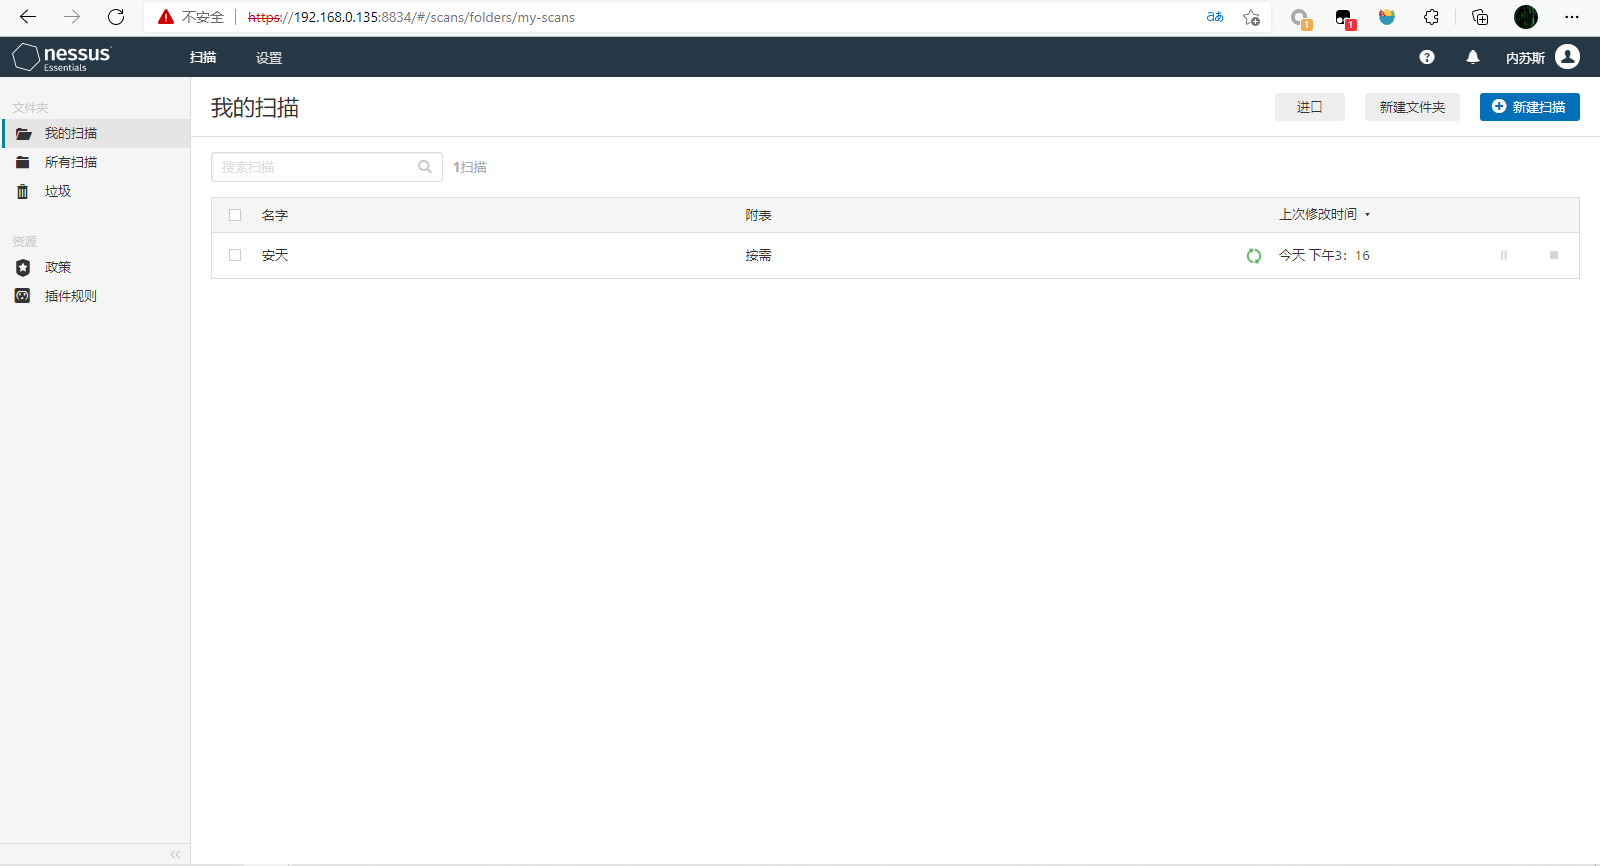 不安全 https://192.168.0.135:8834/#/scans/folders/my-scans aあ 1 1
nessus Essentials 扫描 设置 内苏斯
文件夹
我的扫描
所有扫描
垃圾
资源
政策
插件规则
我的扫描 进口 新建文件夹 新建扫描
搜索扫描 1扫描
名字 附表 上次修改时间
安天 按需 今天 下午3：16